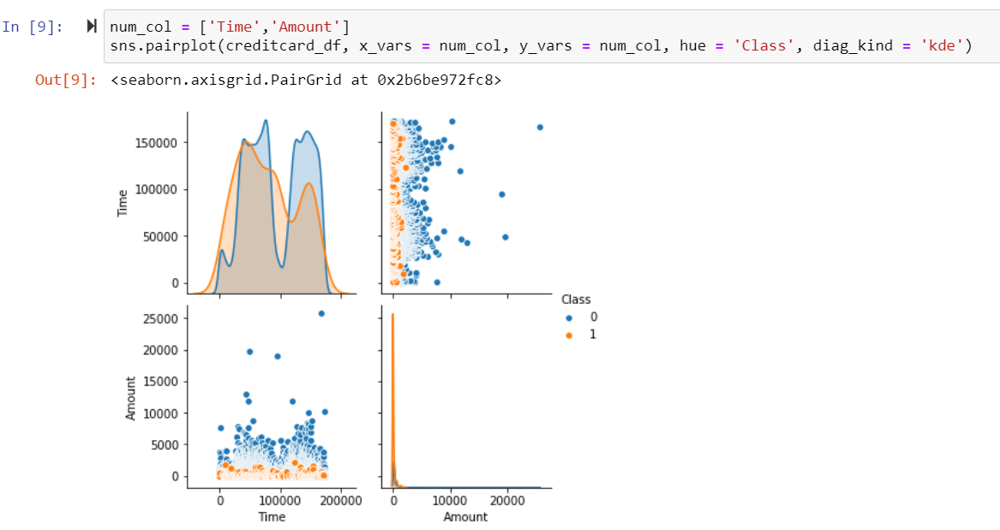 In [9]:
num_col = ['Time','Amount']
sns.pairplot(creditcard_df, x_vars = num_col, y_vars = num_col, hue = 'Class', diag_kind = 'kde')
Out[9]: <seaborn.axisgrid.PairGrid at 0x2b6be972fc8>
150000
100000
50000
0
Time
Class
0
1
25000
20000
15000
10000
5000
0
Amount
0 100000 200000
Time
0 10000 20000
Amount